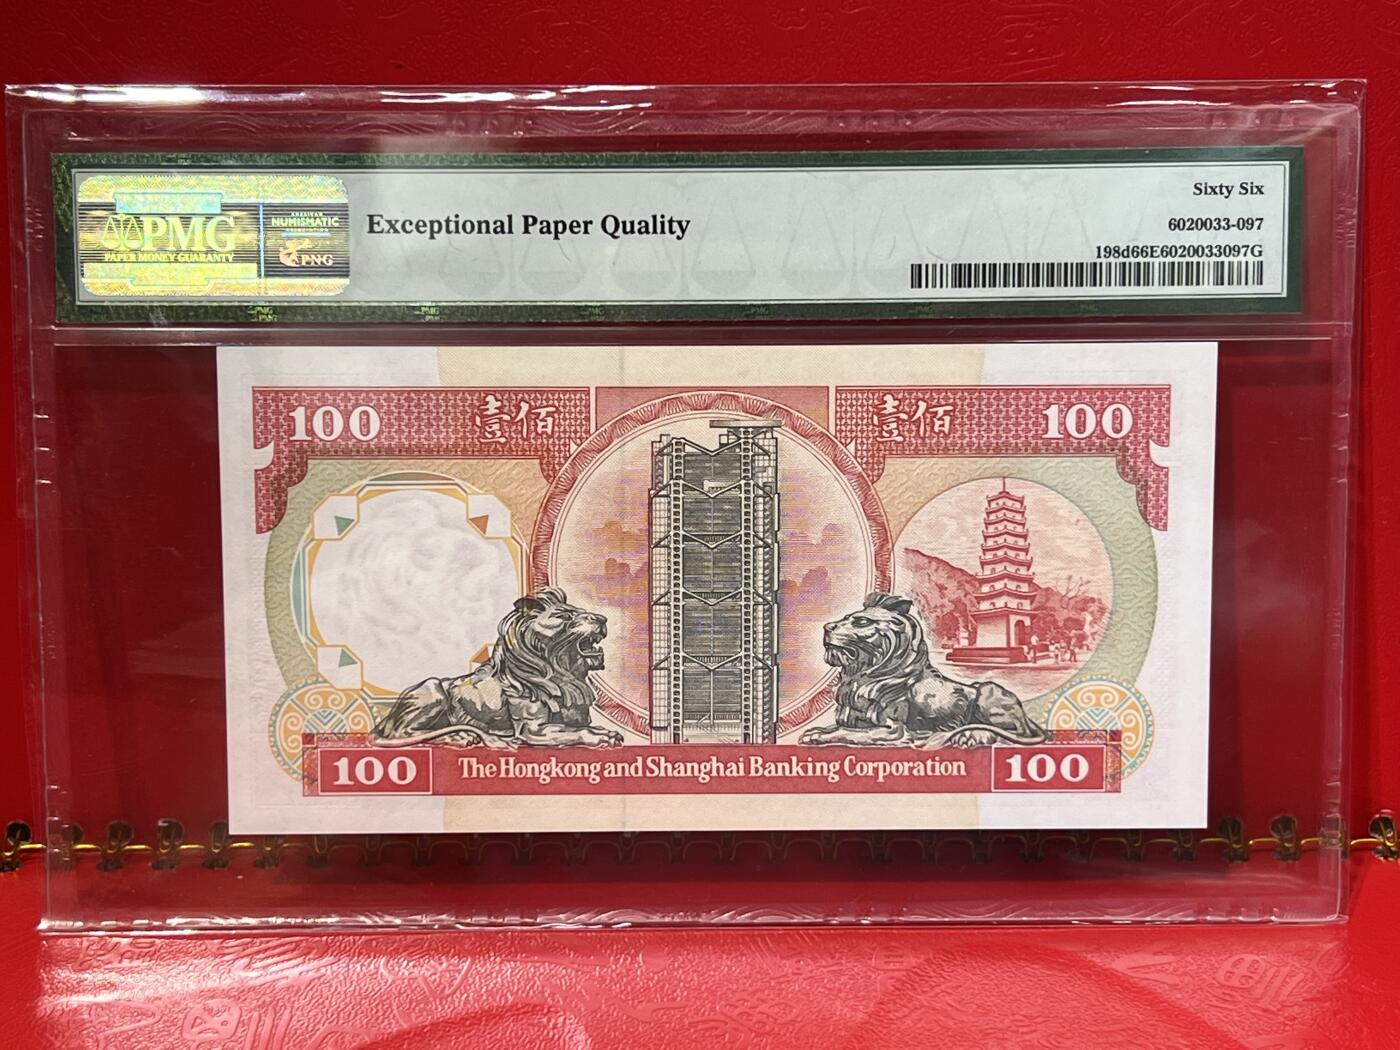 PMG
PAPER MONEY GUARANTY
NUMISMATIC
PNG
Exceptional Paper Quality
Sixty Six
6020033-097
198d66E6020033097G
100 壹佰 壹佰 100
100 The Hongkong and Shanghai Banking Corporation 100